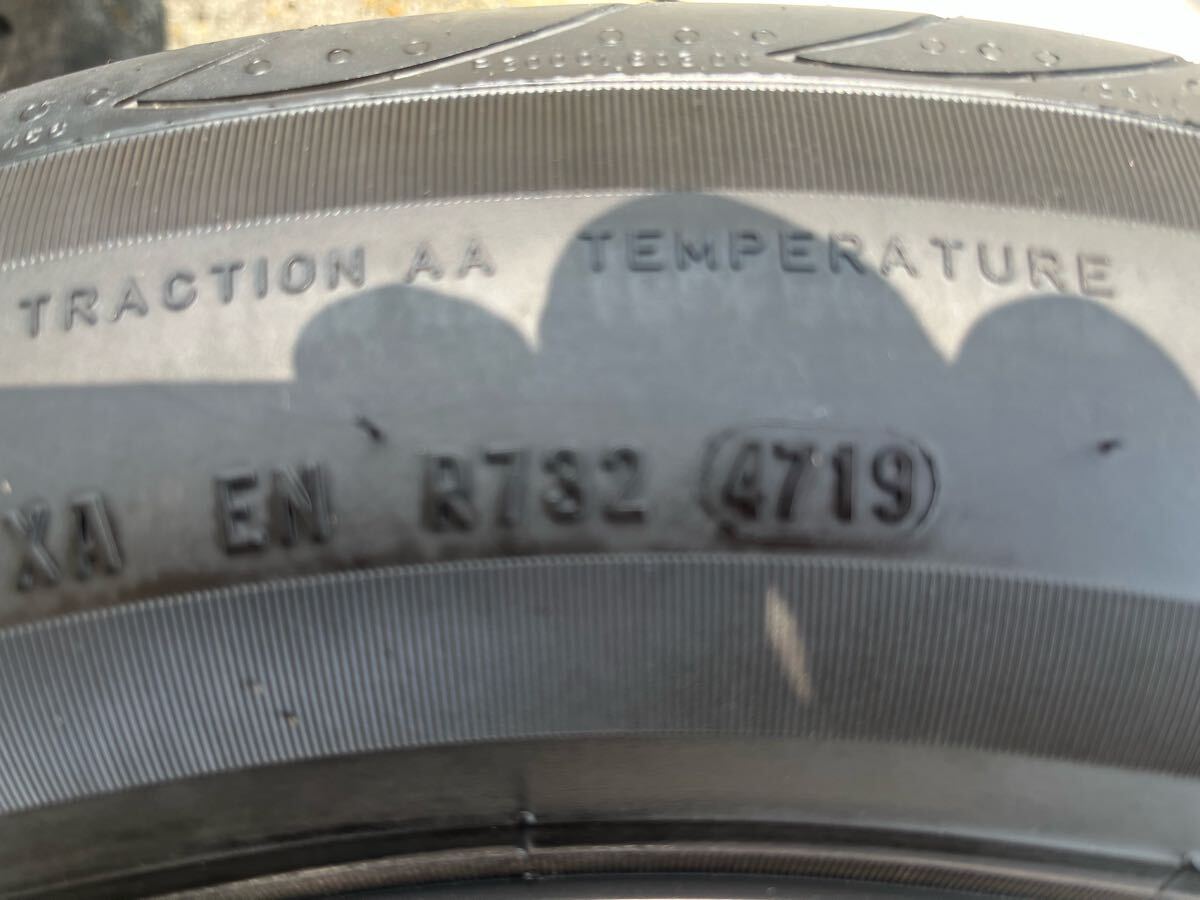 TRACTION AA TEMPERATURE
XA EN R732 4719